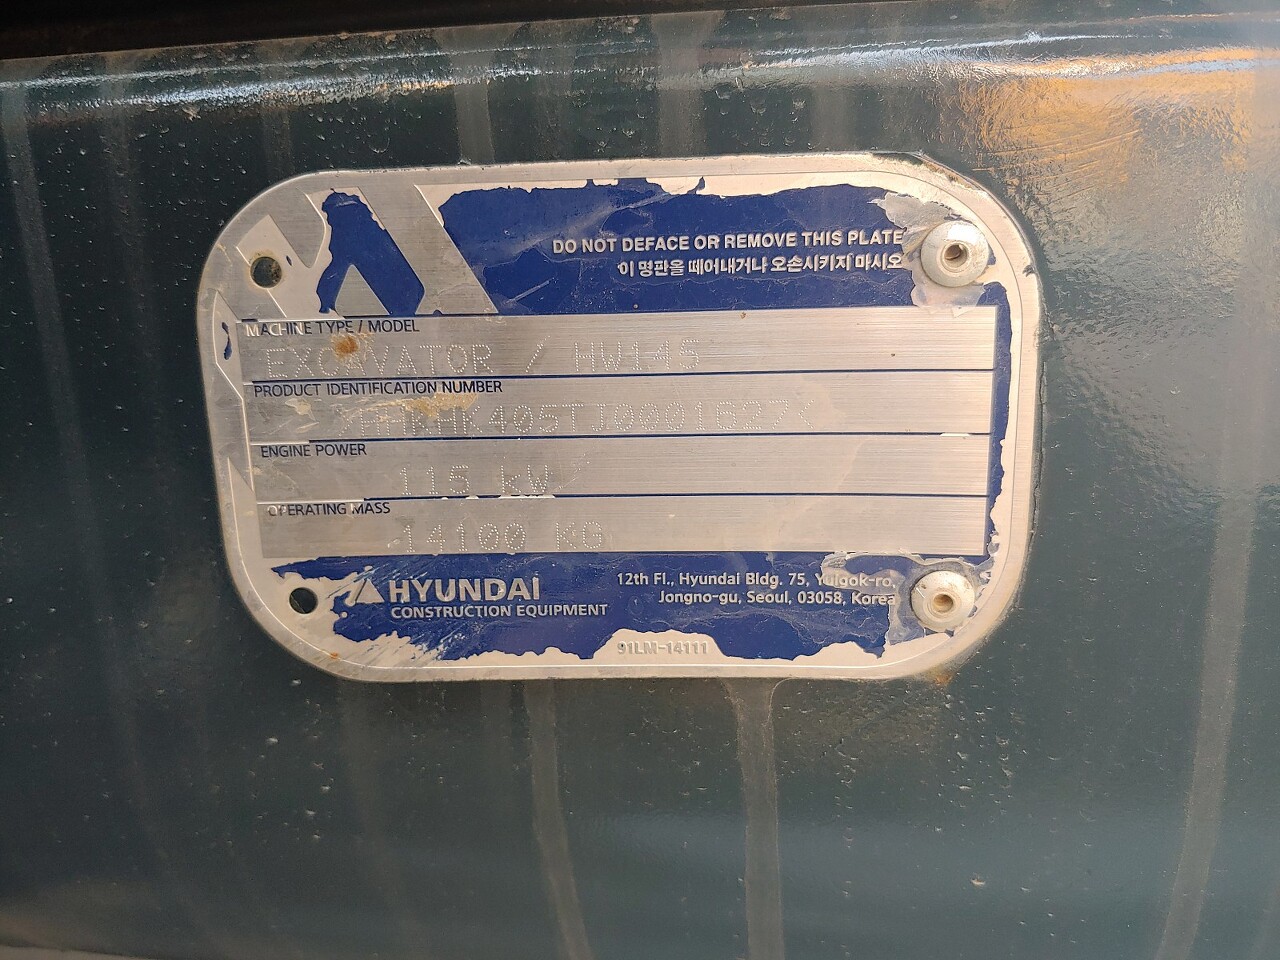 DO NOT DEFACE OR REMOVE THIS PLATE
이 명판을 떼어내거나 오손시키지 마시오
MACHINE TYPE / MODEL
EXCAVATOR / HW145
PRODUCT IDENTIFICATION NUMBER
ENGINE POWER
115 kW
OPERATING MASS
14100 KG
HYUNDAI
CONSTRUCTION EQUIPMENT
12th Fl., Hyundai Bldg. 75, Yulgok-ro,
Jongno-gu, Seoul, 03058, Korea
91LM-14111